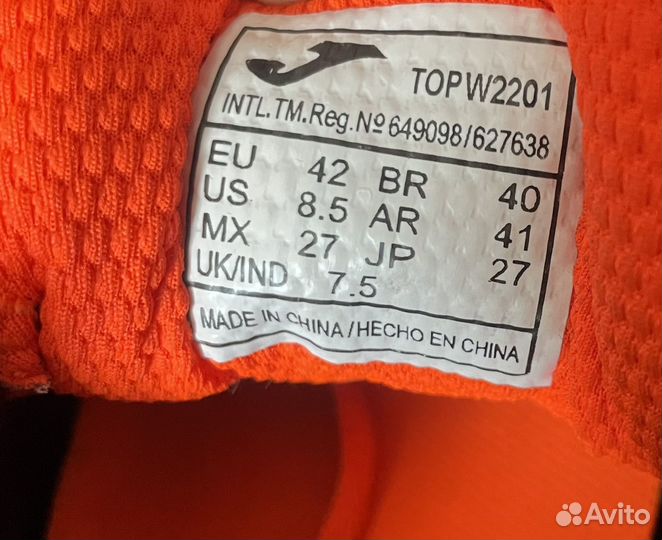 TOPW2201
INTL.TM.Reg.Nº 649098/627638
EU 42 BR 40
US 8.5 AR 41
MX 27 JP 27
UK/IND 7.5
MADE IN CHINA/HECHO EN CHINA
Avito